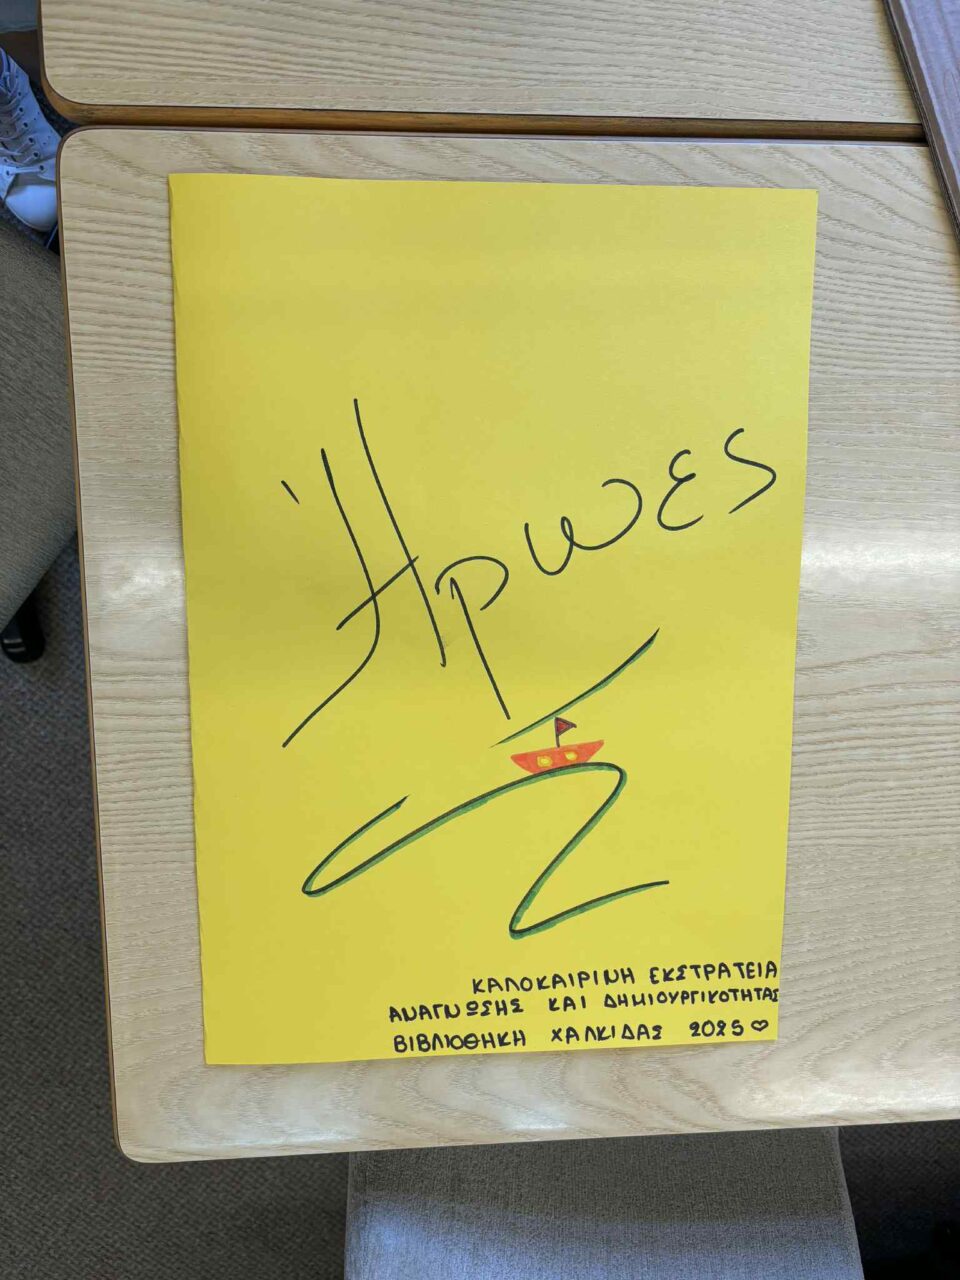 Ήρωες
ΚΑΛΟΚΑΙΡΙΝΗ ΕΚΣΤΡΑΤΕΙΑ
ΑΝΑΓΝΩΣΗΣ ΚΑΙ ΔΗΜΙΟΥΡΓΙΚΟΤΗΤΑΣ
ΒΙΒΛΙΟΘΗΚΗ ΧΑΛΚΙΔΑΣ 2025 ♡